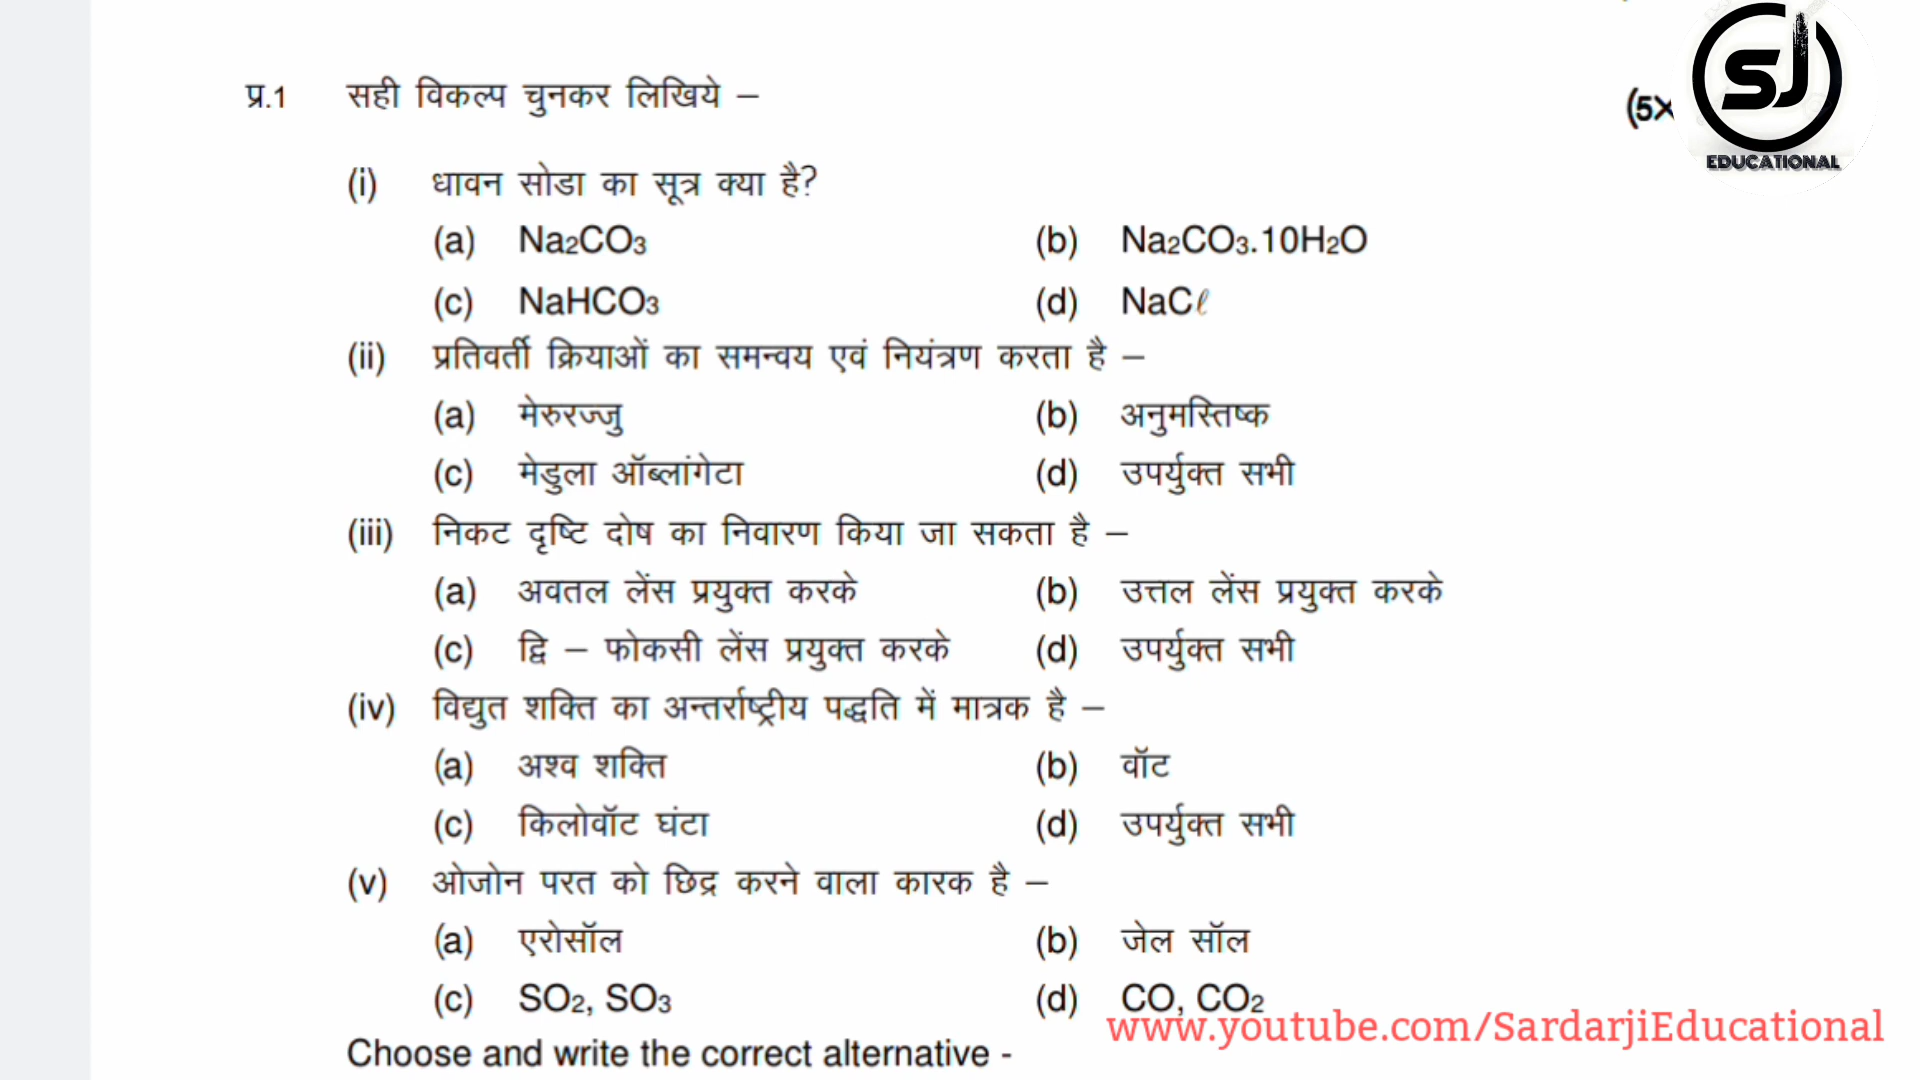 प्र.1 सही विकल्प चुनकर लिखिये – (5×
SJ
EDUCATIONAL
(i) धावन सोडा का सूत्र क्या है?
(a) Na₂CO₃ (b) Na₂CO₃.10H₂O
(c) NaHCO₃ (d) NaCℓ
(ii) प्रतिवर्ती क्रियाओं का समन्वय एवं नियंत्रण करता है –
(a) मेरुरज्जु (b) अनुमस्तिष्क
(c) मेडुला ऑब्लांगेटा (d) उपर्युक्त सभी
(iii) निकट दृष्टि दोष का निवारण किया जा सकता है –
(a) अवतल लेंस प्रयुक्त करके (b) उत्तल लेंस प्रयुक्त करके
(c) द्वि – फोकसी लेंस प्रयुक्त करके (d) उपर्युक्त सभी
(iv) विद्युत शक्ति का अन्तर्राष्ट्रीय पद्धति में मात्रक है –
(a) अश्व शक्ति (b) वॉट
(c) किलोवॉट घंटा (d) उपर्युक्त सभी
(v) ओजोन परत को छिद्र करने वाला कारक है –
(a) एरोसॉल (b) जेल सॉल
(c) SO₂, SO₃ (d) CO, CO₂
www.youtube.com/SardarjiEducational
Choose and write the correct alternative -